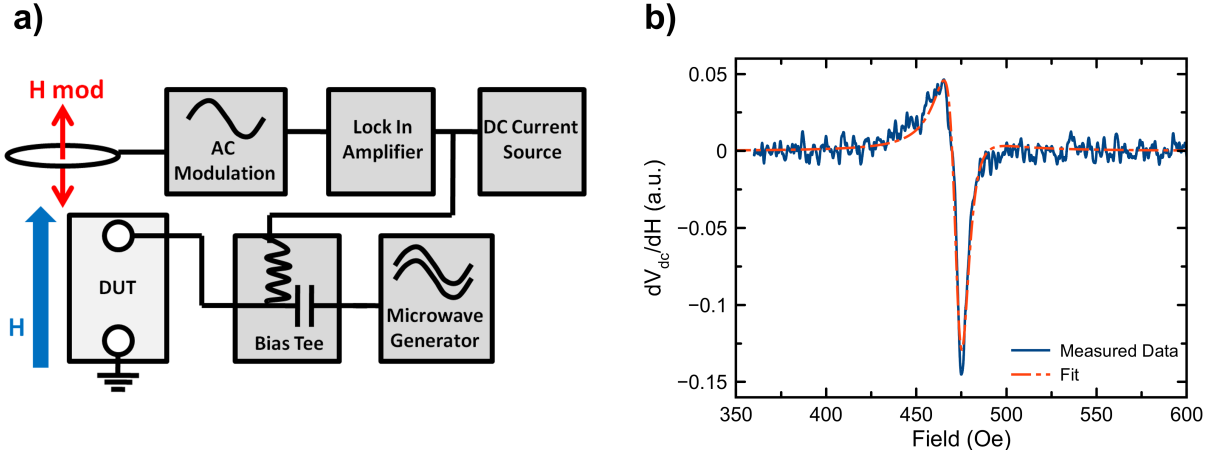 a)
H mod
AC
Modulation
Lock In
Amplifier
DC Current
Source
H
DUT
Bias Tee
Microwave
Generator
b)
dVdc/dH (a.u.)
0.05
0
−0.05
−0.1
−0.15
350
400
450
500
550
600
Field (Oe)
Measured Data
Fit